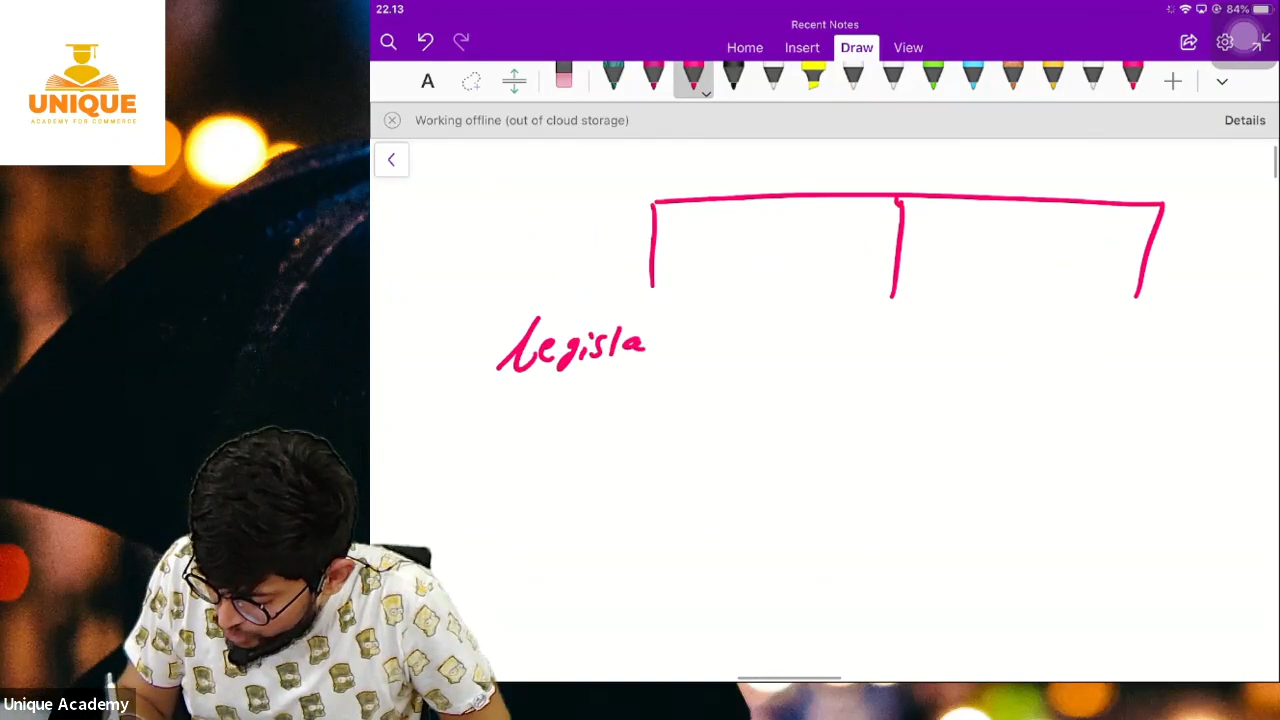 UNIQUE
ACADEMY FOR COMMERCE
22.13
84%
Recent Notes
Home Insert Draw View
A
Working offline (out of cloud storage)
Details
Legisla
Unique Academy